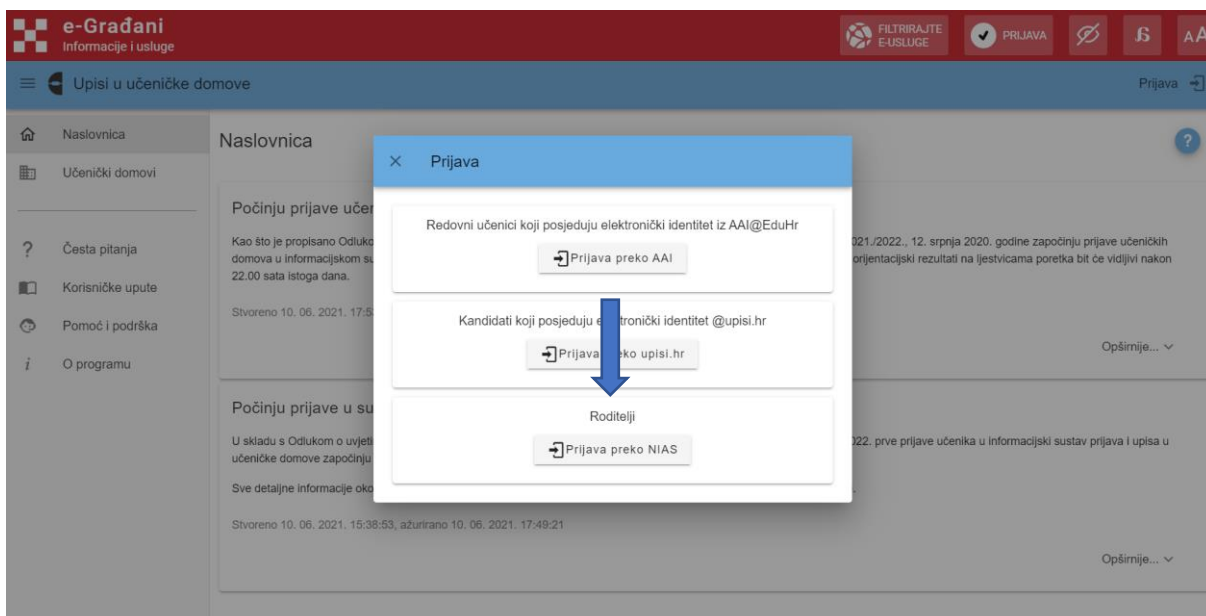 e-Građani
Informacije i usluge
FILTRIRAJTE
E-USLUGE
PRIJAVA
AA
Upisi u učeničke domove
Prijava
Naslovnica
Učenički domovi
Česta pitanja
Korisničke upute
Pomoć i podrška
O programu
Naslovnica
?
Počinju prijave učen
Kao što je propisano Odluko
021./2022., 12. srpnja 2020. godine započinju prijave učeničkih
domova u informacijskom su
orijentacijski rezultati na ljestvicama poretka bit će vidljivi nakon
22.00 sata istoga dana.
Stvoreno 10. 06. 2021. 17:5
Opširnije...
Počinju prijave u su
U skladu s Odlukom o uvjeti
022. prve prijave učenika u informacijski sustav prijava i upisa u
učeničke domove započinju
Sve detaljne informacije oko
Stvoreno 10. 06. 2021. 15:38:53, ažurirano 10. 06. 2021. 17:49:21
Opširnije...
Prijava
Redovni učenici koji posjeduju elektronički identitet iz AAI@EduHr
Prijava preko AAI
Kandidati koji posjeduju elektronički identitet @upisi.hr
Prijava preko upisi.hr
Roditelji
Prijava preko NIAS